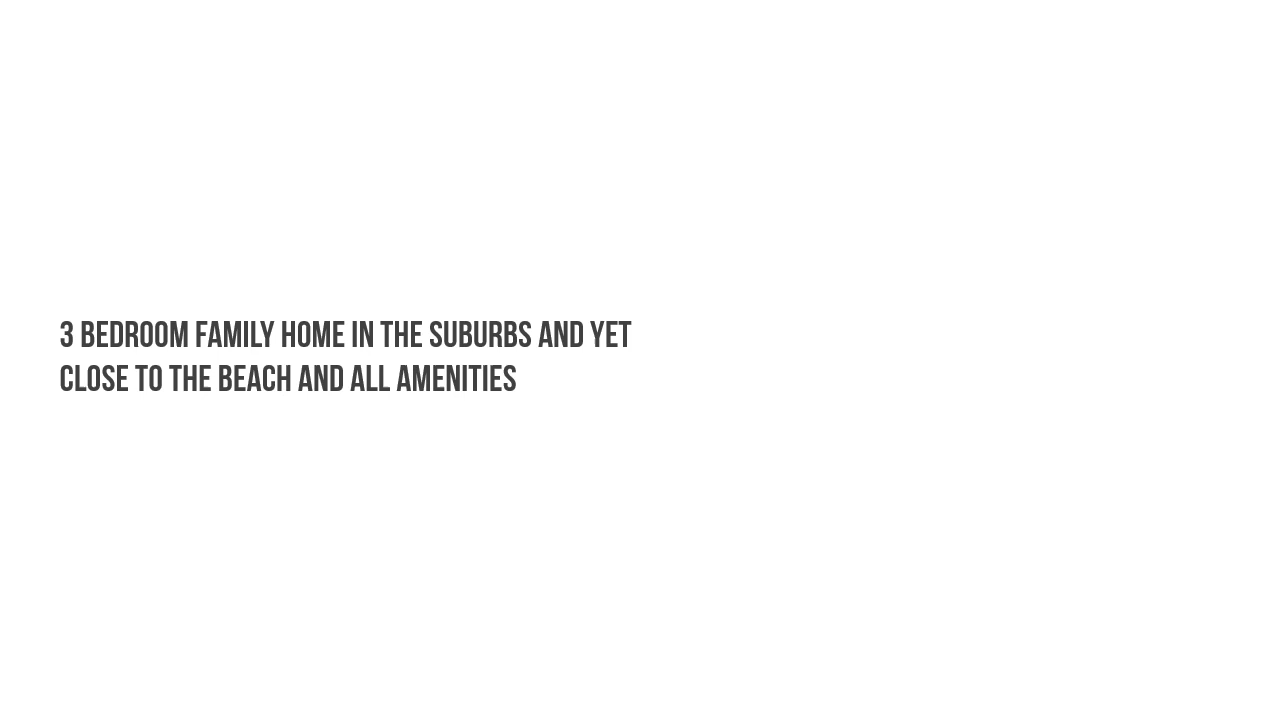 3 BEDROOM FAMILY HOME IN THE SUBURBS AND YET
CLOSE TO THE BEACH AND ALL AMENITIES